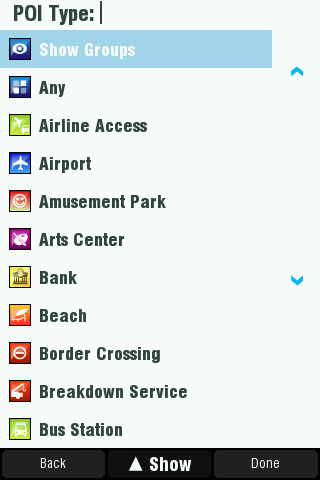 POI Type:
Show Groups
Any
Airline Access
Airport
Amusement Park
Arts Center
Bank
Beach
Border Crossing
Breakdown Service
Bus Station
Back ▲ Show Done